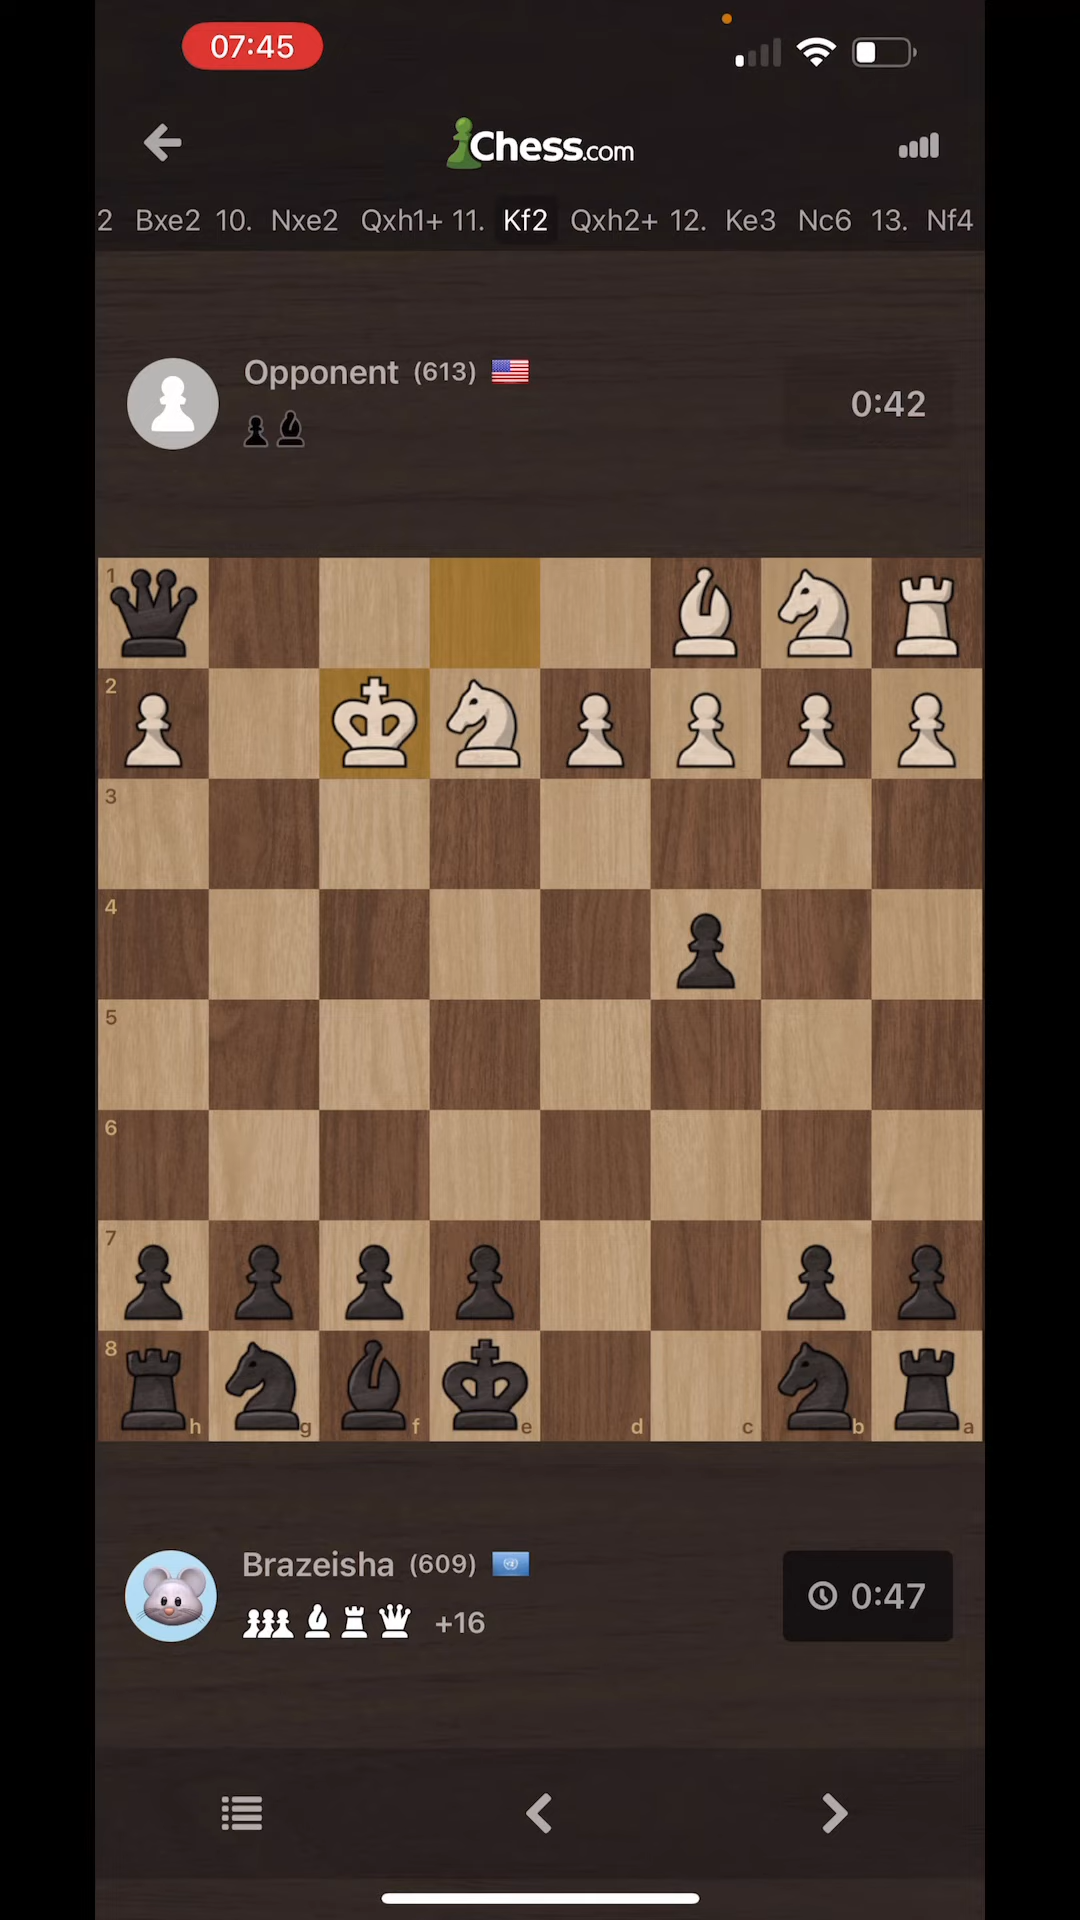 07:45
Chess.com
2 Bxe2 10. Nxe2 Qxh1+ 11. Kf2 Qxh2+ 12. Ke3 Nc6 13. Nf4
Opponent (613)
0:42
1
2
3
4
5
6
7
8
h g f e d c b a
Brazeisha (609)
+16
0:47